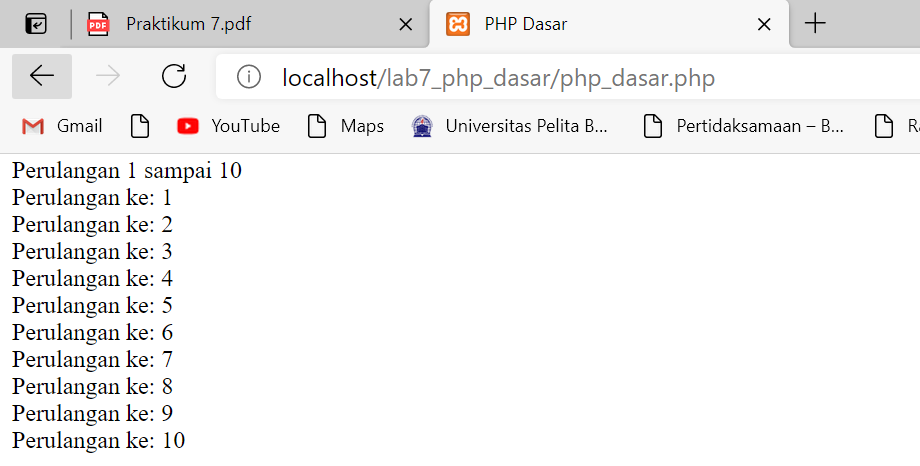 PDF Praktikum 7.pdf PHP Dasar
localhost/lab7_php_dasar/php_dasar.php
Gmail YouTube Maps Universitas Pelita B... Pertidaksamaan – B...
Perulangan 1 sampai 10
Perulangan ke: 1
Perulangan ke: 2
Perulangan ke: 3
Perulangan ke: 4
Perulangan ke: 5
Perulangan ke: 6
Perulangan ke: 7
Perulangan ke: 8
Perulangan ke: 9
Perulangan ke: 10